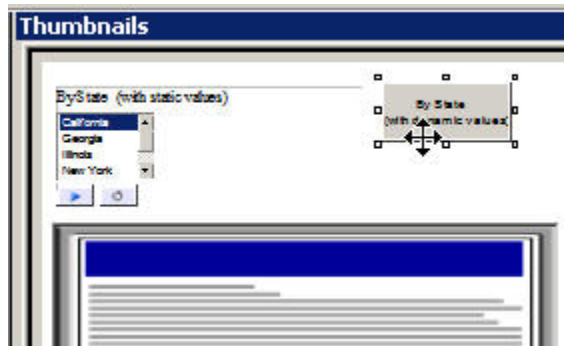 Thumbnails
ByState (with static values)
California
Georgia
Illinois
New York
By State
(with dynamic values)